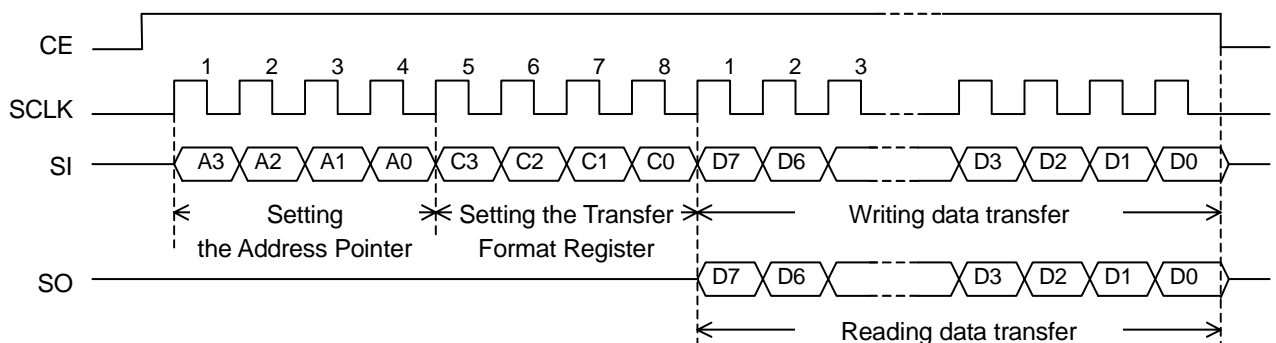 CE
1 2 3 4 5 6 7 8 1 2 3
SCLK
SI A3 A2 A1 A0 C3 C2 C1 C0 D7 D6 D3 D2 D1 D0
Setting Setting the Transfer Writing data transfer
the Address Pointer Format Register
SO D7 D6 D3 D2 D1 D0
Reading data transfer